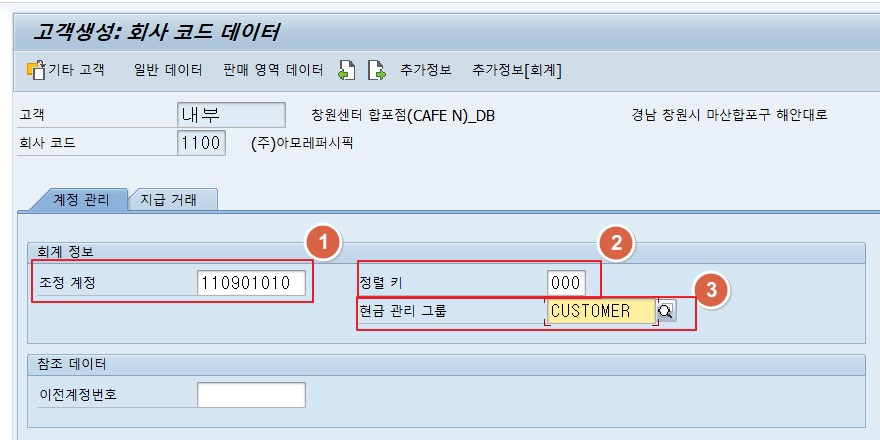 고객생성: 회사 코드 데이터
기타 고객 일반 데이터 판매 영역 데이터 추가정보 추가정보[회계]
고객 내부 창원센터 합포점(CAFE N)_DB 경남 창원시 마산합포구 해안대로
회사 코드 1100 (주)아모레퍼시픽
계정 관리 지급 거래
1 2
회계 정보
조정 계정 110901010 정렬 키 000
3
현금 관리 그룹 CUSTOMER
참조 데이터
이전계정번호